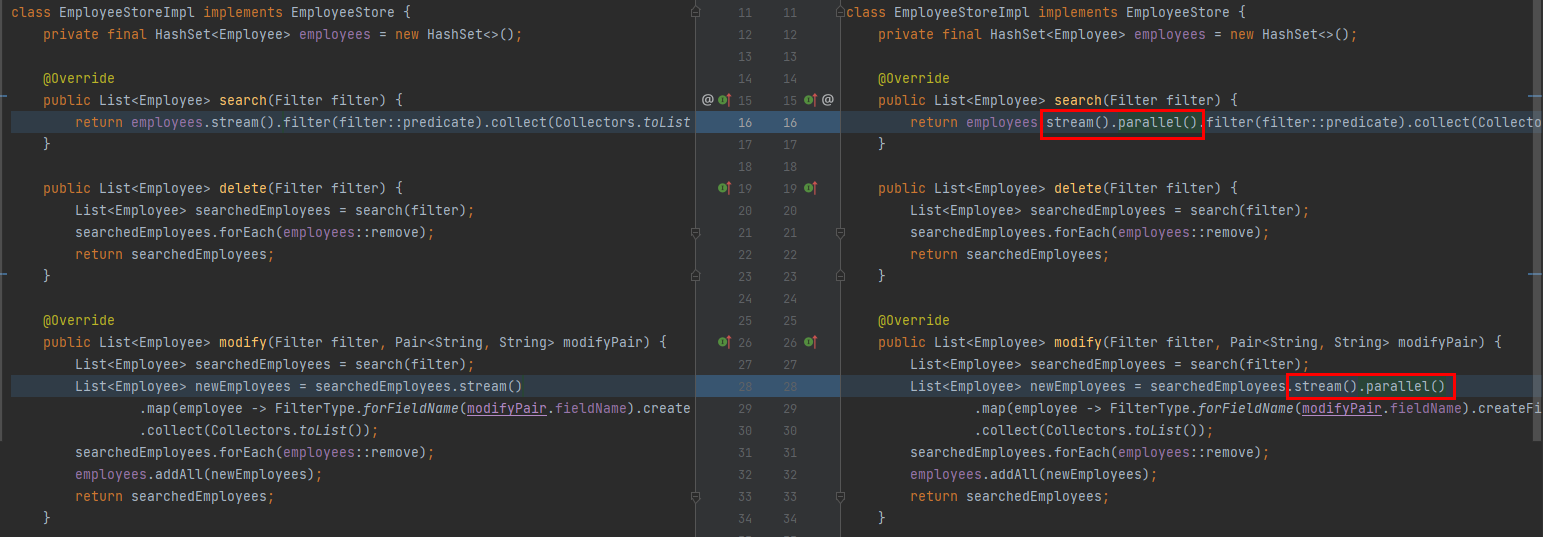 class EmployeeStoreImpl implements EmployeeStore { 11 11 class EmployeeStoreImpl implements EmployeeStore {
private final HashSet<Employee> employees = new HashSet<>(); 12 12 private final HashSet<Employee> employees = new HashSet<>();
13 13
@Override 14 14 @Override
public List<Employee> search(Filter filter) { @ 15 15 @ public List<Employee> search(Filter filter) {
return employees.stream().filter(filter::predicate).collect(Collectors.toList 16 16 return employees.stream().parallel().filter(filter::predicate).collect(Collecto
} 17 17 }
18 18
public List<Employee> delete(Filter filter) { 19 19 public List<Employee> delete(Filter filter) {
List<Employee> searchedEmployees = search(filter); 20 20 List<Employee> searchedEmployees = search(filter);
searchedEmployees.forEach(employees::remove); 21 21 searchedEmployees.forEach(employees::remove);
return searchedEmployees; 22 22 return searchedEmployees;
} 23 23 }
24 24
@Override 25 25 @Override
public List<Employee> modify(Filter filter, Pair<String, String> modifyPair) { 26 26 public List<Employee> modify(Filter filter, Pair<String, String> modifyPair) {
List<Employee> searchedEmployees = search(filter); 27 27 List<Employee> searchedEmployees = search(filter);
List<Employee> newEmployees = searchedEmployees.stream() 28 28 List<Employee> newEmployees = searchedEmployees.stream().parallel()
.map(employee -> FilterType.forFieldName(modifyPair.fieldName).create 29 29 .map(employee -> FilterType.forFieldName(modifyPair.fieldName).createFi
.collect(Collectors.toList()); 30 30 .collect(Collectors.toList());
searchedEmployees.forEach(employees::remove); 31 31 searchedEmployees.forEach(employees::remove);
employees.addAll(newEmployees); 32 32 employees.addAll(newEmployees);
return searchedEmployees; 33 33 return searchedEmployees;
} 34 34 }